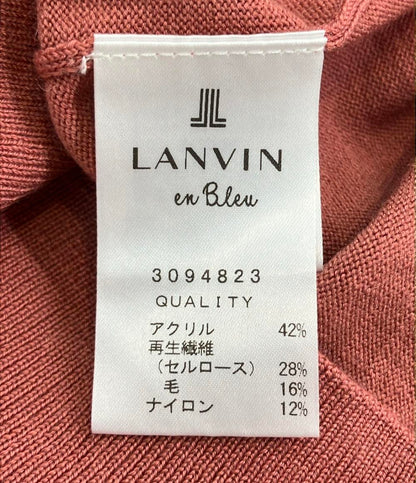 LANVIN
en Bleu
3094823
QUALITY
アクリル 42%
再生繊維
(セルロース) 28%
毛 16%
ナイロン 12%